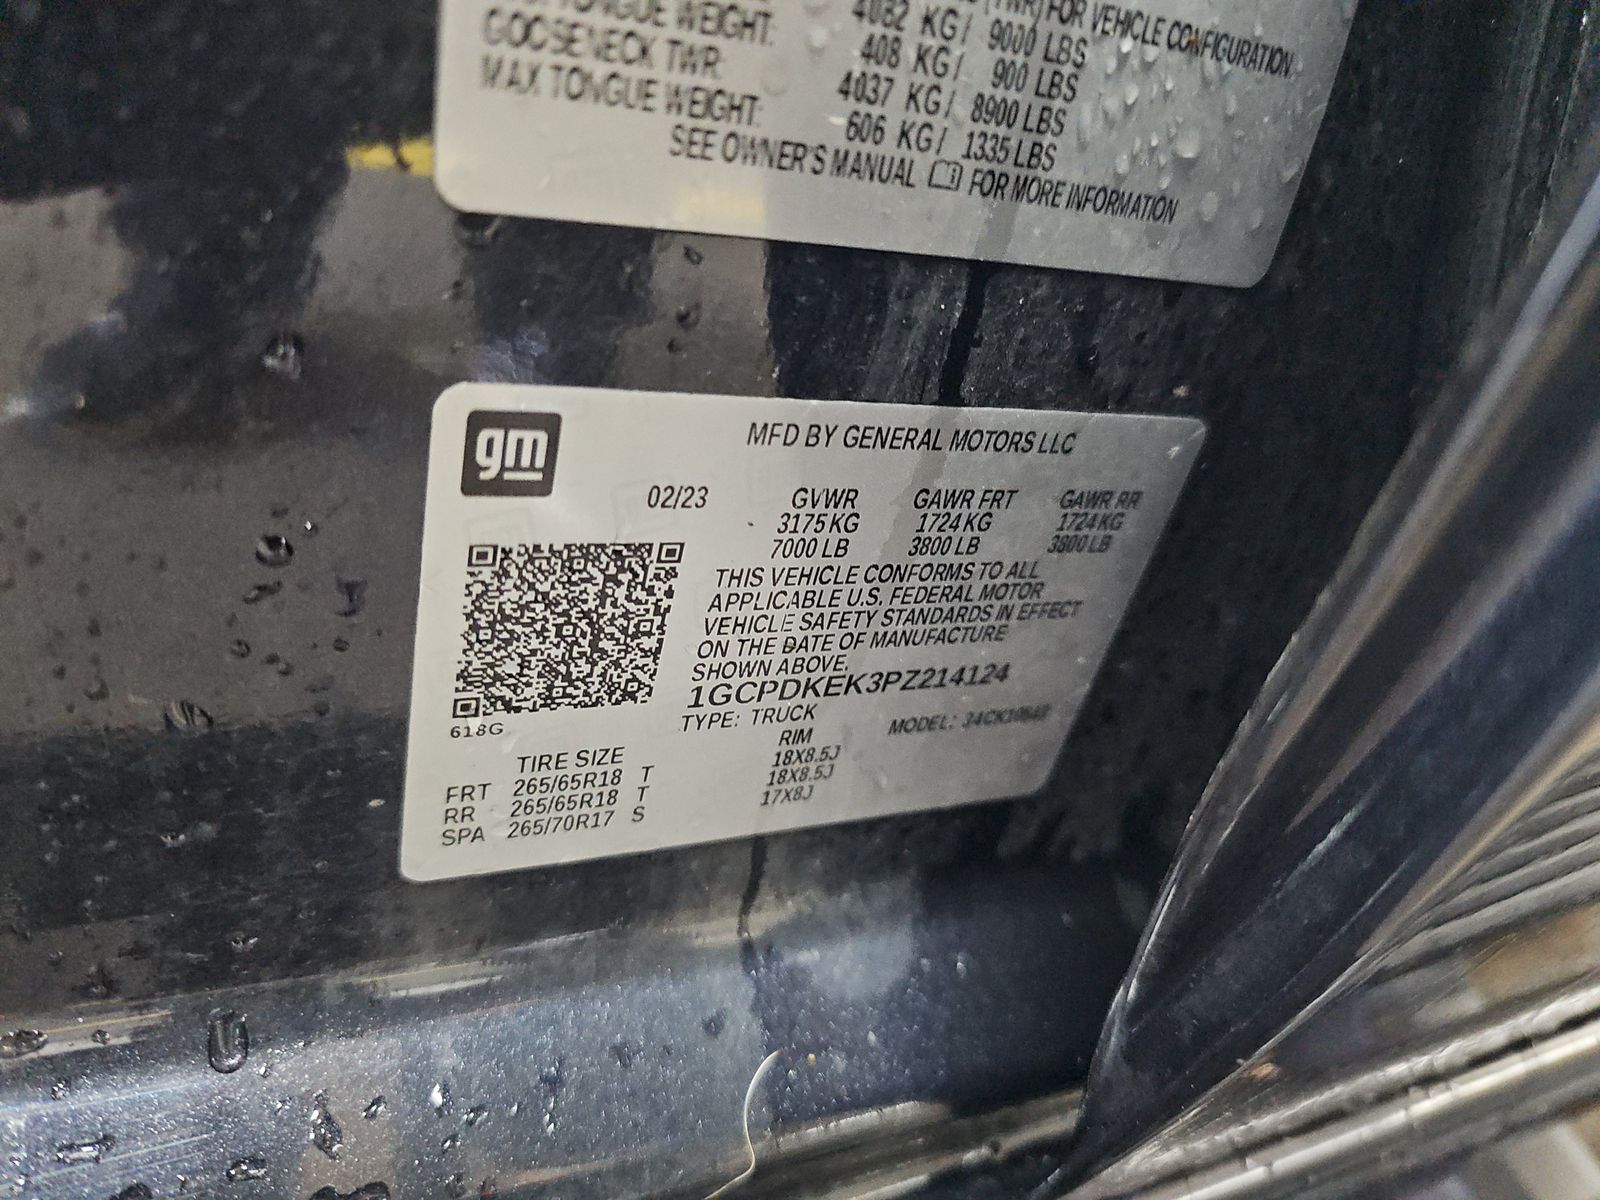 (TWR) FOR VEHICLE CONFIGURATION
TONGUE WEIGHT: 4082 KG/ 9000 LBS
GOOSENECK TWR 408 KG/ 900 LBS
MAX TONGUE WEIGHT: 4037 KG/ 8900 LBS
606 KG/ 1335 LBS
SEE OWNER'S MANUAL FOR MORE INFORMATION
gm
MFD BY GENERAL MOTORS LLC
02/23 GVWR GAWR FRT GAWR RR
3175KG 1724KG 1724KG
7000 LB 3800 LB 3800 LB
THIS VEHICLE CONFORMS TO ALL
APPLICABLE U.S. FEDERAL MOTOR
VEHICLE SAFETY STANDARDS IN EFFECT
ON THE DATE OF MANUFACTURE
SHOWN ABOVE.
1GCPDKEK3PZ214124
TYPE: TRUCK MODEL:
618G
TIRE SIZE RIM
FRT 265/65R18 T 18X8.5J
RR 265/65R18 T 18X8.5J
SPA 265/70R17 S 17X8J